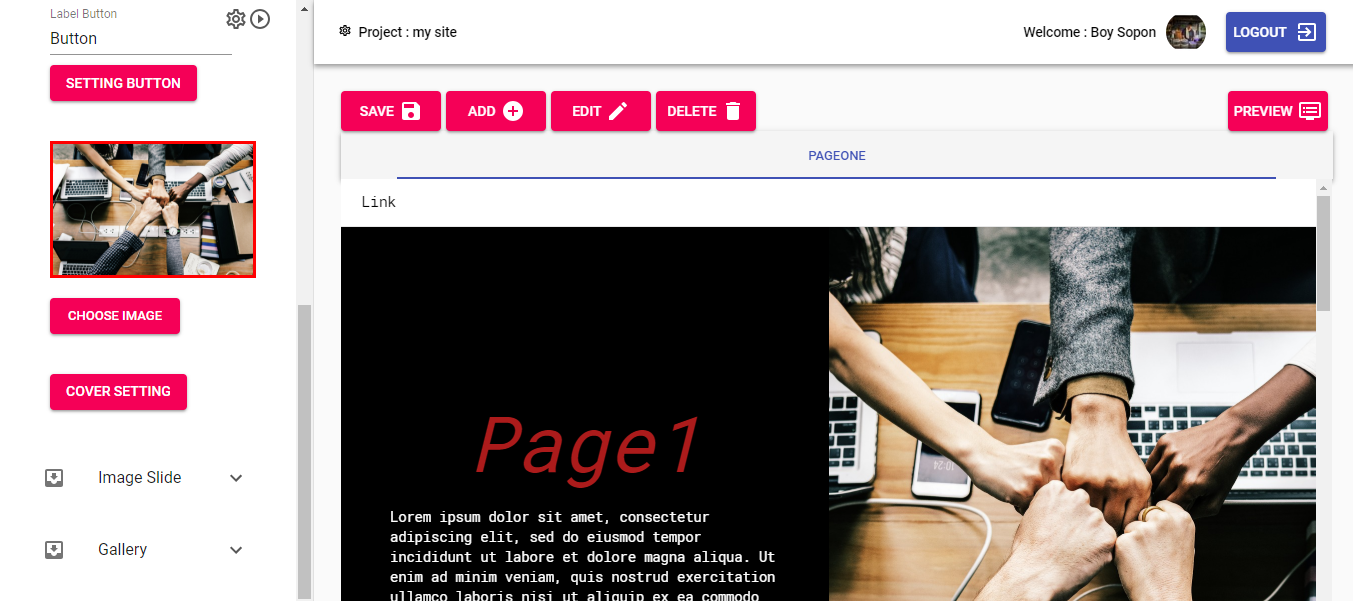 Label Button
Button
SETTING BUTTON
CHOOSE IMAGE
COVER SETTING
Image Slide
Gallery
Project : my site
Welcome : Boy Sopon
LOGOUT
SAVE
ADD
EDIT
DELETE
PREVIEW
PAGEONE
Link
Page1
Lorem ipsum dolor sit amet, consectetur
adipiscing elit, sed do eiusmod tempor
incididunt ut labore et dolore magna aliqua. Ut
enim ad minim veniam, quis nostrud exercitation
ullamco laboris nisi ut aliquip ex ea commodo
10:24